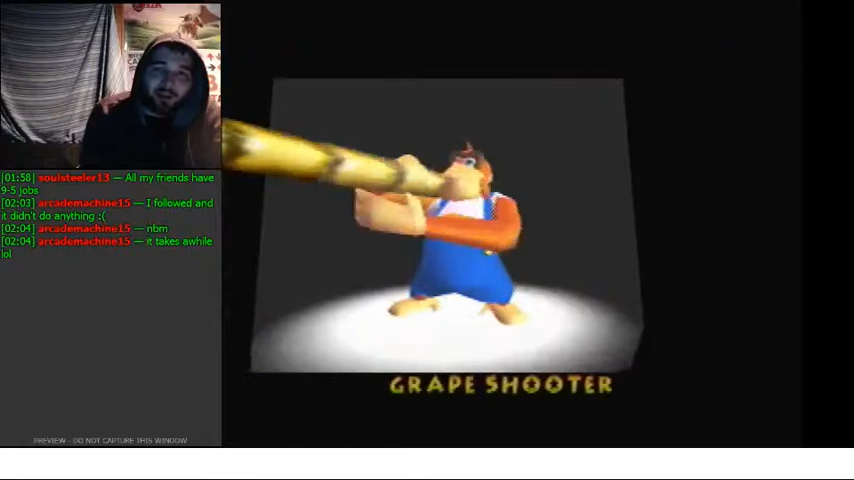 [01:58] soulsteeler13 — All my friends have
9-5 jobs
[02:03] arcademachine15 — I followed and
it didn't do anything :(
[02:04] arcademachine15 — nbm
[02:04] arcademachine15 — it takes awhile
lol
GRAPE SHOOTER
PREVIEW - DO NOT CAPTURE THIS WINDOW